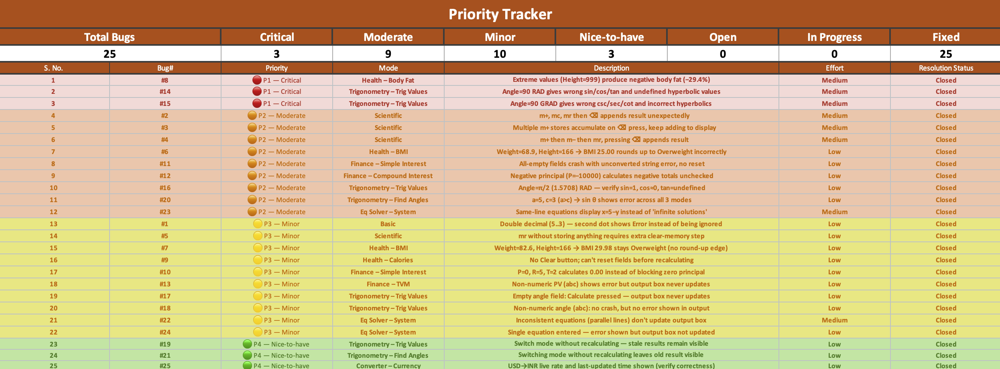 Priority Tracker
Total Bugs Critical Moderate Minor Nice-to-have Open In Progress Fixed
25 3 9 10 3 0 0 25
S. No. Bug# Priority Mode Description Effort Resolution Status
1 #8 P1 — Critical Health – Body Fat Extreme values (Height=999) produce negative body fat (−29.4%) Medium Closed
2 #14 P1 — Critical Trigonometry – Trig Values Angle=90 RAD gives wrong sin/cos/tan and undefined hyperbolic values Medium Closed
3 #15 P1 — Critical Trigonometry – Trig Values Angle=90 GRAD gives wrong csc/sec/cot and incorrect hyperbolics Medium Closed
4 #2 P2 — Moderate Scientific m+, mc, mr then ⌫ appends result unexpectedly Medium Closed
5 #3 P2 — Moderate Scientific Multiple m+ stores accumulate on ⌫ press, keep adding to display Medium Closed
6 #4 P2 — Moderate Scientific m+ then m− then mr, pressing ⌫ appends result Medium Closed
7 #6 P2 — Moderate Health – BMI Weight=68.9, Height=166 → BMI 25.00 rounds up to Overweight incorrectly Low Closed
8 #11 P2 — Moderate Finance – Simple Interest All-empty fields crash with unconverted string error, no reset Low Closed
9 #12 P2 — Moderate Finance – Compound Interest Negative principal (P=−10000) calculates negative totals unchecked Low Closed
10 #16 P2 — Moderate Trigonometry – Trig Values Angle=π/2 (1.5708) RAD — verify sin=1, cos≈0, tan=undefined Low Closed
11 #20 P2 — Moderate Trigonometry – Find Angles a=5, c=3 (a>c) → sin θ shows error across all 3 modes Low Closed
12 #23 P2 — Moderate Eq Solver – System Same-line equations display x=5−y instead of 'infinite solutions' Medium Closed
13 #1 P3 — Minor Basic Double decimal (5..3) — second dot shows Error instead of being ignored Low Closed
14 #5 P3 — Minor Scientific mr without storing anything requires extra clear-memory step Low Closed
15 #7 P3 — Minor Health – BMI Weight=82.6, Height=166 → BMI 29.98 stays Overweight (no round-up edge) Low Closed
16 #9 P3 — Minor Health – Calories No Clear button; can't reset fields before recalculating Low Closed
17 #10 P3 — Minor Finance – Simple Interest P=0, R=5, T=2 calculates 0.00 instead of blocking zero principal Low Closed
18 #13 P3 — Minor Finance – TVM Non-numeric PV (abc) shows error but output box never updates Low Closed
19 #17 P3 — Minor Trigonometry – Trig Values Empty angle field: Calculate pressed — output box never updates Low Closed
20 #18 P3 — Minor Trigonometry – Trig Values Non-numeric angle (abc): no crash, but no error shown in output Low Closed
21 #22 P3 — Minor Eq Solver – System Inconsistent equations (parallel lines) don't update output box Medium Closed
22 #24 P3 — Minor Eq Solver – System Single equation entered — error shown but output box not updated Low Closed
23 #19 P4 — Nice-to-have Trigonometry – Trig Values Switch mode without recalculating — stale results remain visible Low Closed
24 #21 P4 — Nice-to-have Trigonometry – Find Angles Switching mode without recalculating leaves old result visible Low Closed
25 #25 P4 — Nice-to-have Converter – Currency USD→INR live rate and last-updated time shown (verify correctness) Low Closed